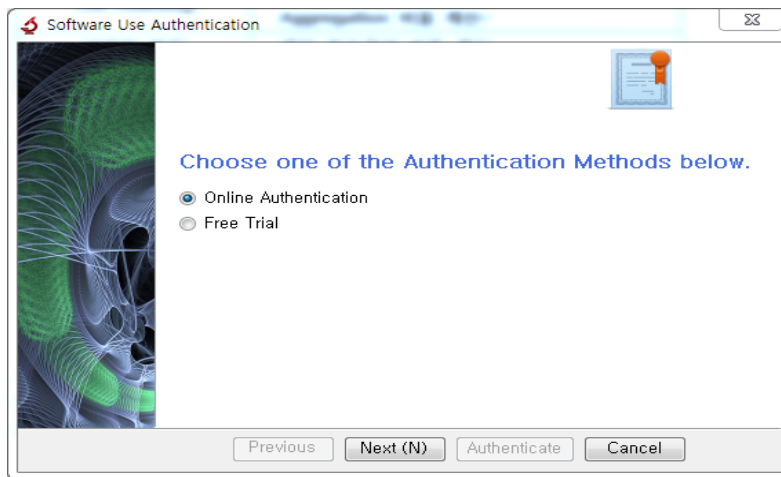 Software Use Authentication
Choose one of the Authentication Methods below.
Online Authentication
Free Trial
Previous Next (N) Authenticate Cancel